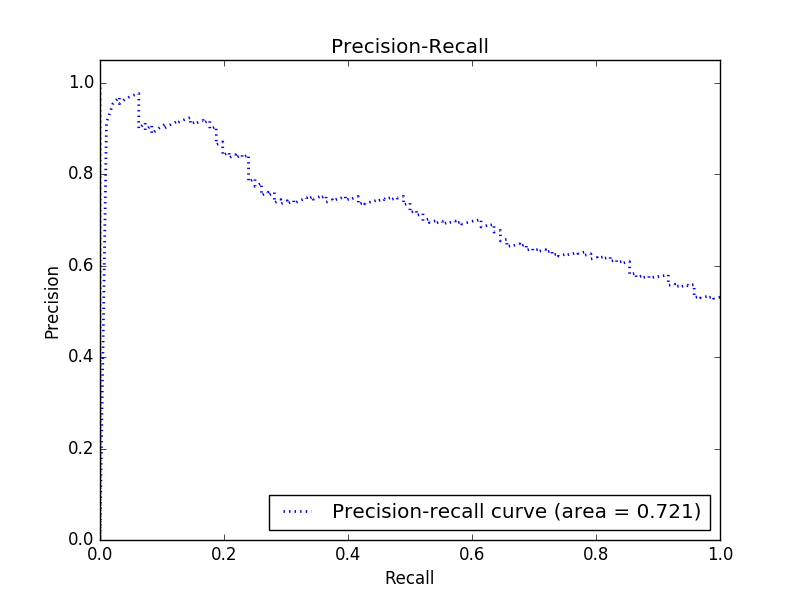 Precision-Recall
1.0
0.8
0.6
0.4
0.2
0.0
Precision
0.0 0.2 0.4 0.6 0.8 1.0
Recall
Precision-recall curve (area = 0.721)